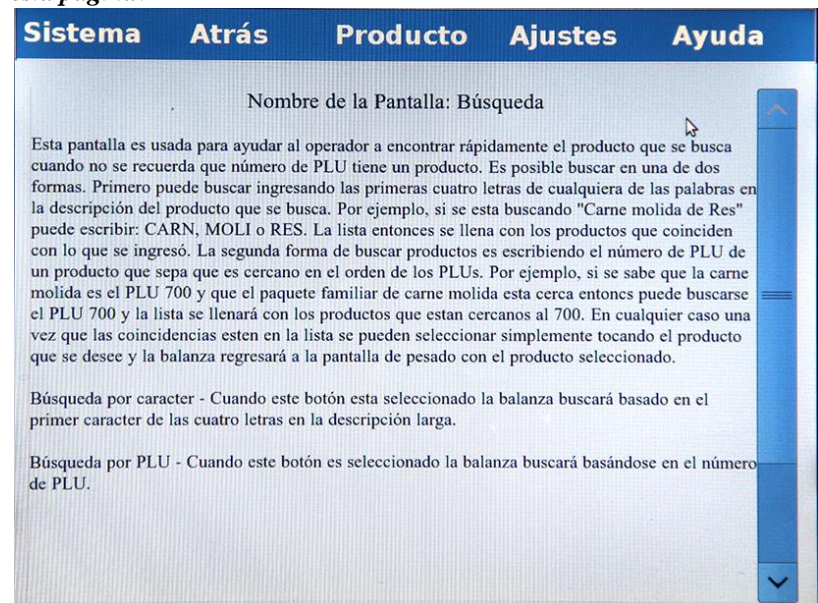 Sistema Atrás Producto Ajustes Ayuda
Nombre de la Pantalla: Búsqueda
Esta pantalla es usada para ayudar al operador a encontrar rápidamente el producto que se busca
cuando no se recuerda que número de PLU tiene un producto. Es posible buscar en una de dos
formas. Primero puede buscar ingresando las primeras cuatro letras de cualquiera de las palabras en
la descripción del producto que se busca. Por ejemplo, si se esta buscando "Carne molida de Res"
puede escribir: CARN, MOLI o RES. La lista entonces se llena con los productos que coinciden
con lo que se ingresó. La segunda forma de buscar productos es escribiendo el número de PLU de
un producto que sepa que es cercano en el orden de los PLUs. Por ejemplo, si se sabe que la carne
molida es el PLU 700 y que el paquete familiar de carne molida esta cerca entoncs puede buscarse
el PLU 700 y la lista se llenará con los productos que estan cercanos al 700. En cualquier caso una
vez que las coincidencias esten en la lista se pueden seleccionar simplemente tocando el producto
que se desee y la balanza regresará a la pantalla de pesado con el producto seleccionado.
Búsqueda por caracter - Cuando este botón esta seleccionado la balanza buscará basado en el
primer caracter de las cuatro letras en la descripción larga.
Búsqueda por PLU - Cuando este botón es seleccionado la balanza buscará basándose en el número
de PLU.